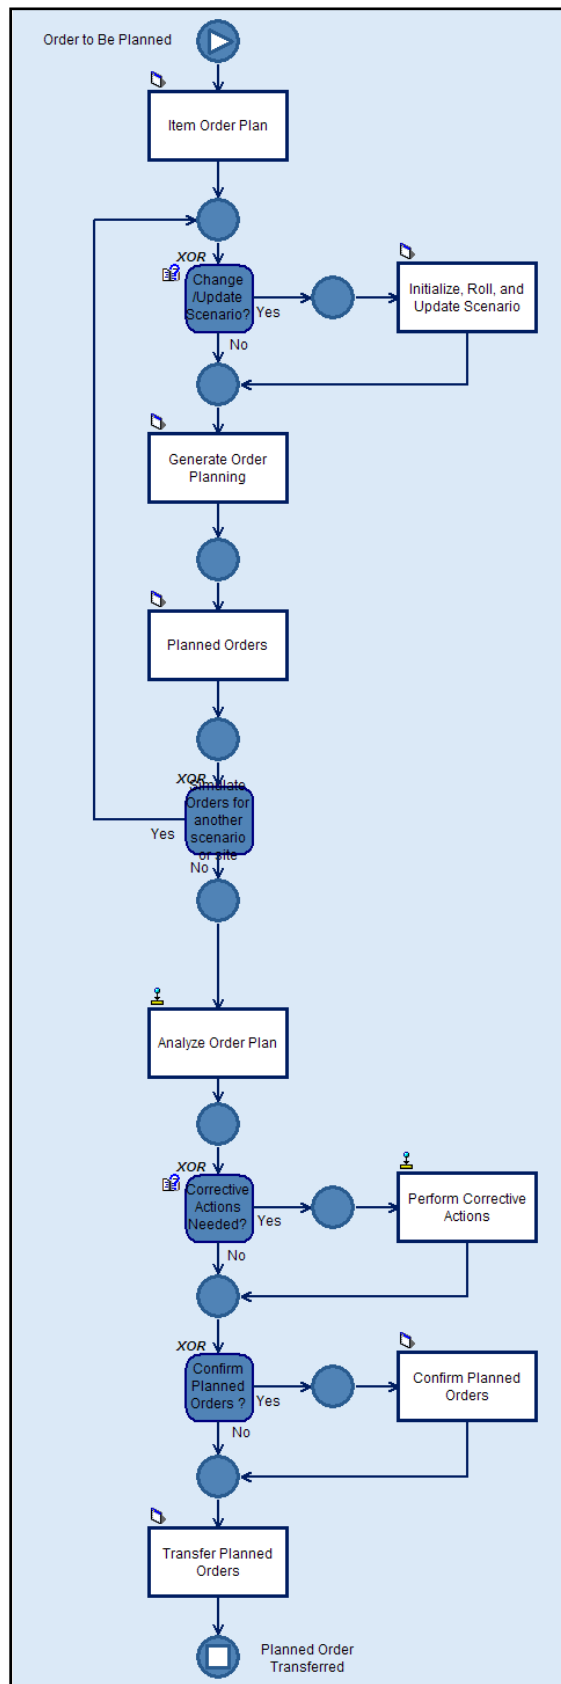 Order to Be Planned
Item Order Plan
XOR
Change
/Update
Scenario?
Yes
Initialize, Roll, and
Update Scenario
No
Generate Order
Planning
Planned Orders
XOR
Simulate
Orders for
another
scenario
or site
Yes
No
Analyze Order Plan
XOR
Corrective
Actions
Needed?
Yes
Perform Corrective
Actions
No
XOR
Confirm
Planned
Orders ?
Yes
Confirm Planned
Orders
No
Transfer Planned
Orders
Planned Order
Transferred